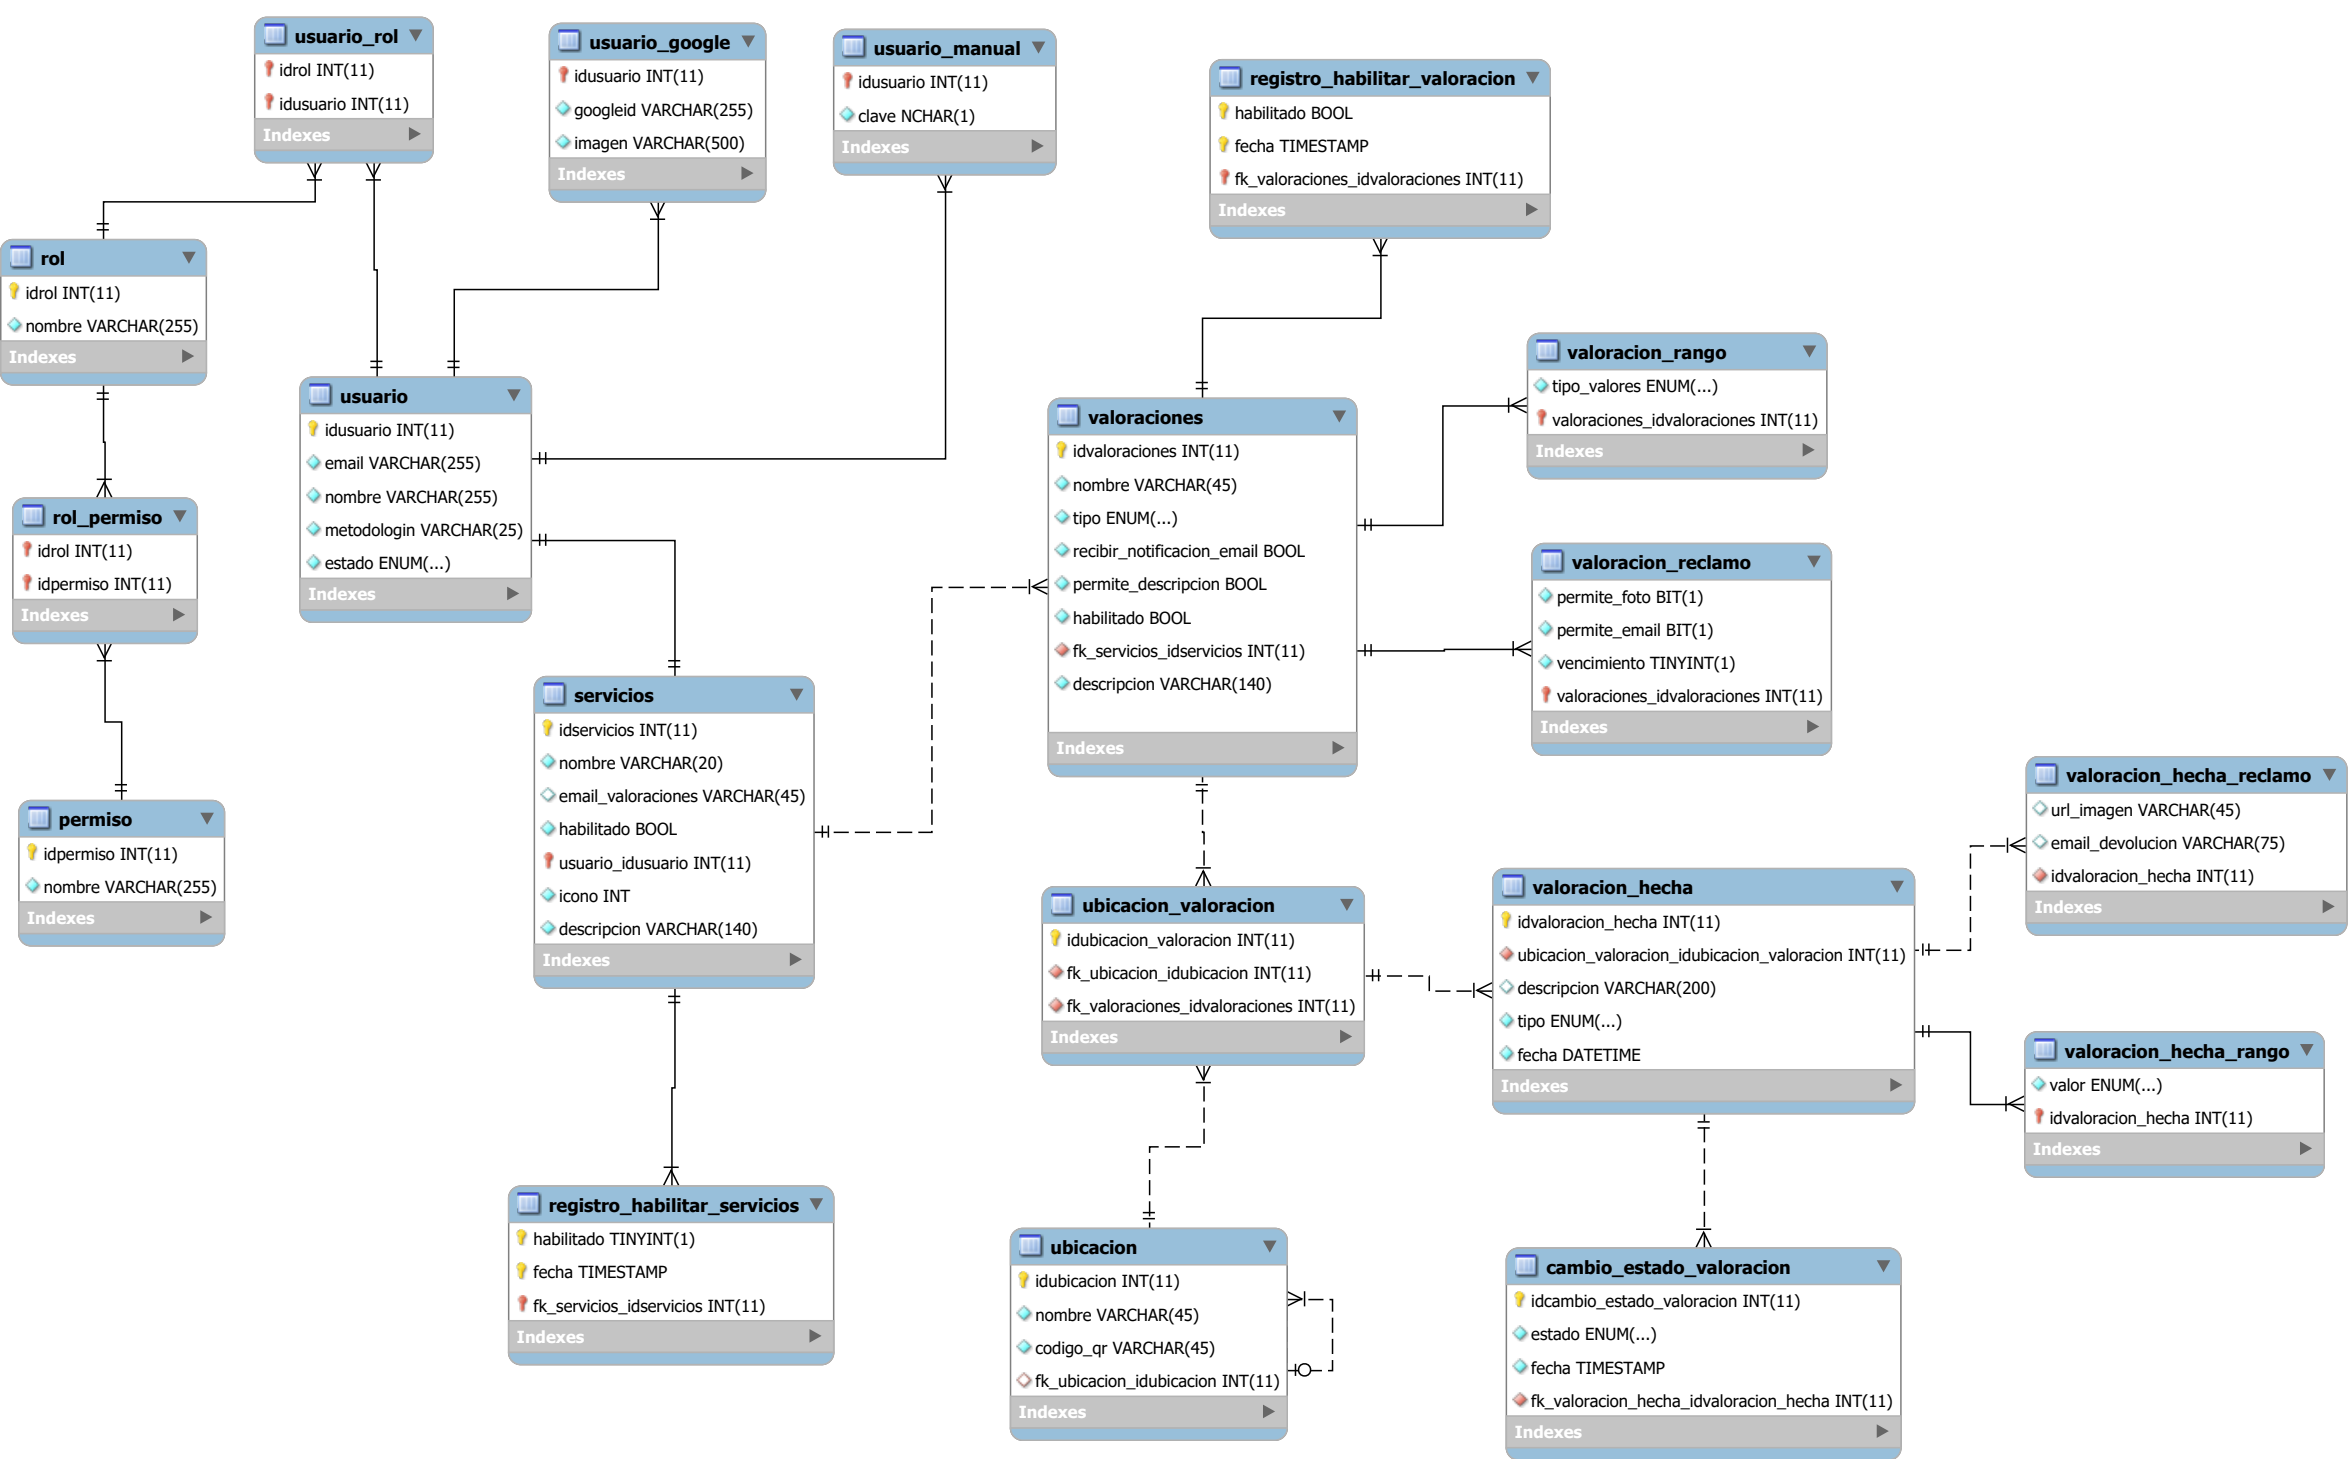 usuario_rol
idrol INT(11)
idusuario INT(11)
Indexes
usuario_google
idusuario INT(11)
googleid VARCHAR(255)
imagen VARCHAR(500)
Indexes
usuario_manual
idusuario INT(11)
clave NCHAR(1)
Indexes
registro_habilitar_valoracion
habilitado BOOL
fecha TIMESTAMP
fk_valoraciones_idvaloraciones INT(11)
Indexes
rol
idrol INT(11)
nombre VARCHAR(255)
Indexes
usuario
idusuario INT(11)
email VARCHAR(255)
nombre VARCHAR(255)
metodologin VARCHAR(25)
estado ENUM(...)
Indexes
valoraciones
idvaloraciones INT(11)
nombre VARCHAR(45)
tipo ENUM(...)
recibir_notificacion_email BOOL
permite_descripcion BOOL
habilitado BOOL
fk_servicios_idservicios INT(11)
descripcion VARCHAR(140)
Indexes
valoracion_rango
tipo_valores ENUM(...)
valoraciones_idvaloraciones INT(11)
Indexes
rol_permiso
idrol INT(11)
idpermiso INT(11)
Indexes
valoracion_reclamo
permite_foto BIT(1)
permite_email BIT(1)
vencimiento TINYINT(1)
valoraciones_idvaloraciones INT(11)
Indexes
servicios
idservicios INT(11)
nombre VARCHAR(20)
email_valoraciones VARCHAR(45)
habilitado BOOL
usuario_idusuario INT(11)
icono INT
descripcion VARCHAR(140)
Indexes
permiso
idpermiso INT(11)
nombre VARCHAR(255)
Indexes
valoracion_hecha_reclamo
url_imagen VARCHAR(45)
email_devolucion VARCHAR(75)
idvaloracion_hecha INT(11)
Indexes
ubicacion_valoracion
idubicacion_valoracion INT(11)
fk_ubicacion_idubicacion INT(11)
fk_valoraciones_idvaloraciones INT(11)
Indexes
valoracion_hecha
idvaloracion_hecha INT(11)
ubicacion_valoracion_idubicacion_valoracion INT(11)
descripcion VARCHAR(200)
tipo ENUM(...)
fecha DATETIME
Indexes
valoracion_hecha_rango
valor ENUM(...)
idvaloracion_hecha INT(11)
Indexes
registro_habilitar_servicios
habilitado TINYINT(1)
fecha TIMESTAMP
fk_servicios_idservicios INT(11)
Indexes
ubicacion
idubicacion INT(11)
nombre VARCHAR(45)
codigo_qr VARCHAR(45)
fk_ubicacion_idubicacion INT(11)
Indexes
cambio_estado_valoracion
idcambio_estado_valoracion INT(11)
estado ENUM(...)
fecha TIMESTAMP
fk_valoracion_hecha_idvaloracion_hecha INT(11)
Indexes